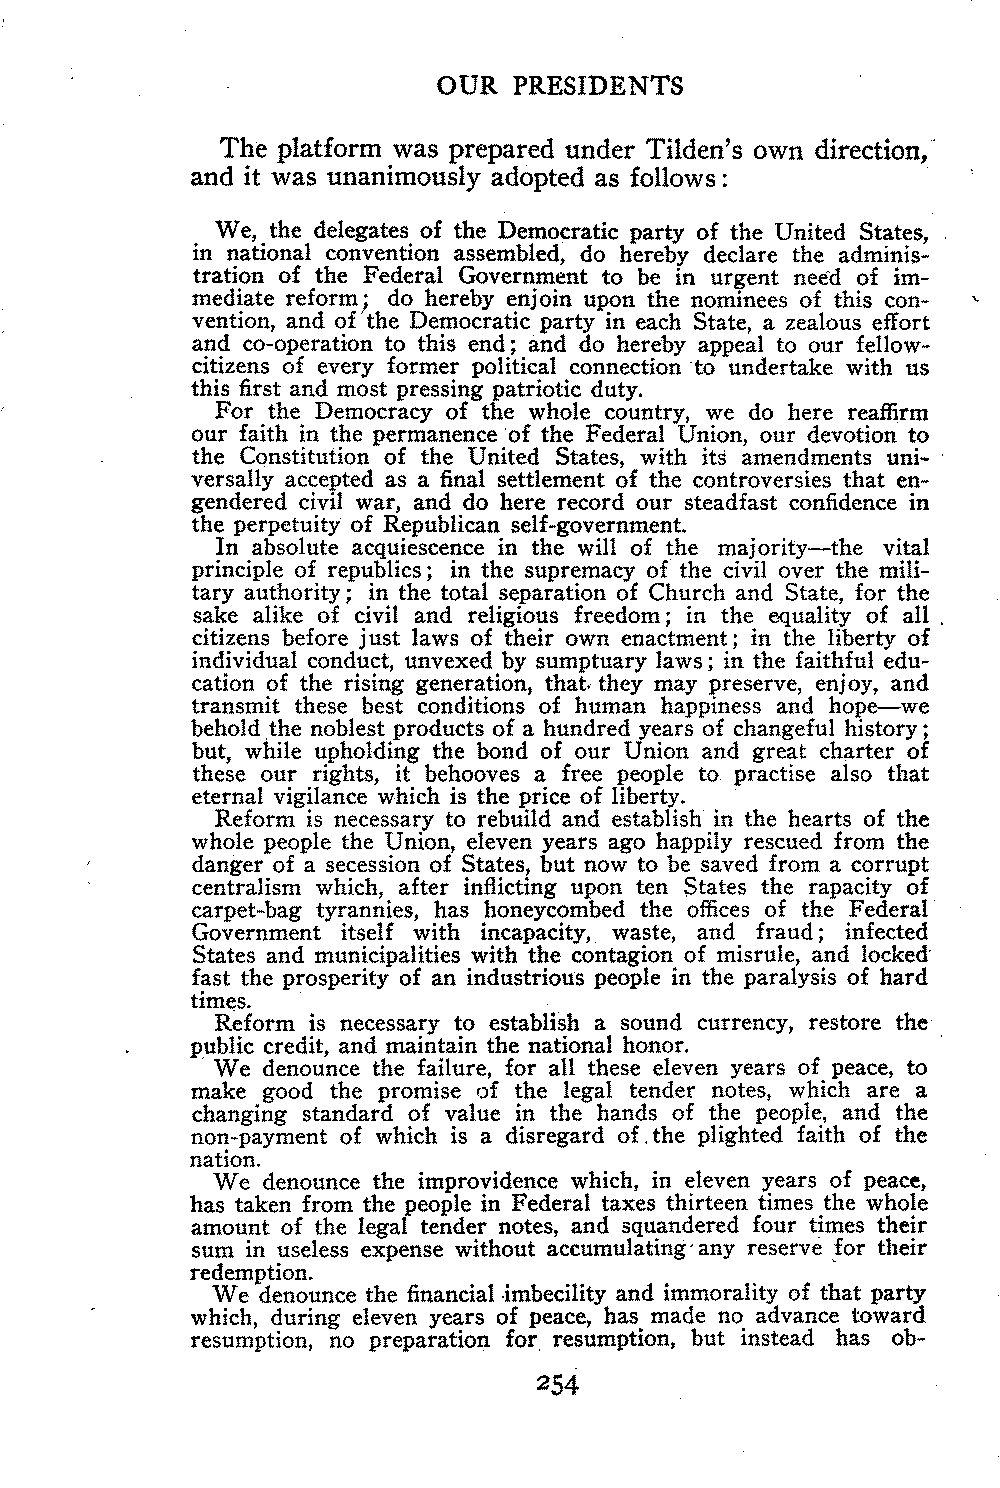 OUR PRESIDENTS
The platform was prepared under Tilden's own direction,
and it was unanimously adopted as follows:
We, the delegates of the Democratic party of the United States,
in national convention assembled, do hereby declare the adminis-
tration of the Federal Government to be in urgent need of im-
mediate reform; do hereby enjoin upon the nominees of this con-
vention, and of the Democratic party in each State, a zealous effort
and co-operation to this end; and do hereby appeal to our fellow-
citizens of every former political connection to undertake with us
this first and most pressing patriotic duty.
For the Democracy of the whole country, we do here reaffirm
our faith in the permanence of the Federal Union, our devotion to
the Constitution of the United States, with its amendments uni-
versally accepted as a final settlement of the controversies that en-
gendered civil war, and do here record our steadfast confidence in
the perpetuity of Republican self-government.
In absolute acquiescence in the will of the majority—the vital
principle of republics; in the supremacy of the civil over the mili-
tary authority; in the total separation of Church and State, for the
sake alike of civil and religious freedom; in the equality of all
citizens before just laws of their own enactment; in the liberty of
individual conduct, unvexed by sumptuary laws; in the faithful edu-
cation of the rising generation, that they may preserve, enjoy, and
transmit these best conditions of human happiness and hope—we
behold the noblest products of a hundred years of changeful history;
but, while upholding the bond of our Union and great charter of
these our rights, it behooves a free people to practise also that
eternal vigilance which is the price of liberty.
Reform is necessary to rebuild and establish in the hearts of the
whole people the Union, eleven years ago happily rescued from the
danger of a secession of States, but now to be saved from a corrupt
centralism which, after inflicting upon ten States the rapacity of
carpet-bag tyrannies, has honeycombed the offices of the Federal
Government itself with incapacity, waste, and fraud; infected
States and municipalities with the contagion of misrule, and locked
fast the prosperity of an industrious people in the paralysis of hard
times.
Reform is necessary to establish a sound currency, restore the
public credit, and maintain the national honor.
We denounce the failure, for all these eleven years of peace, to
make good the promise of the legal tender notes, which are a
changing standard of value in the hands of the people, and the
non-payment of which is a disregard of the plighted faith of the
nation.
We denounce the improvidence which, in eleven years of peace,
has taken from the people in Federal taxes thirteen times the whole
amount of the legal tender notes, and squandered four times their
sum in useless expense without accumulating any reserve for their
redemption.
We denounce the financial imbecility and immorality of that party
which, during eleven years of peace, has made no advance toward
resumption, no preparation for resumption, but instead has ob-
254